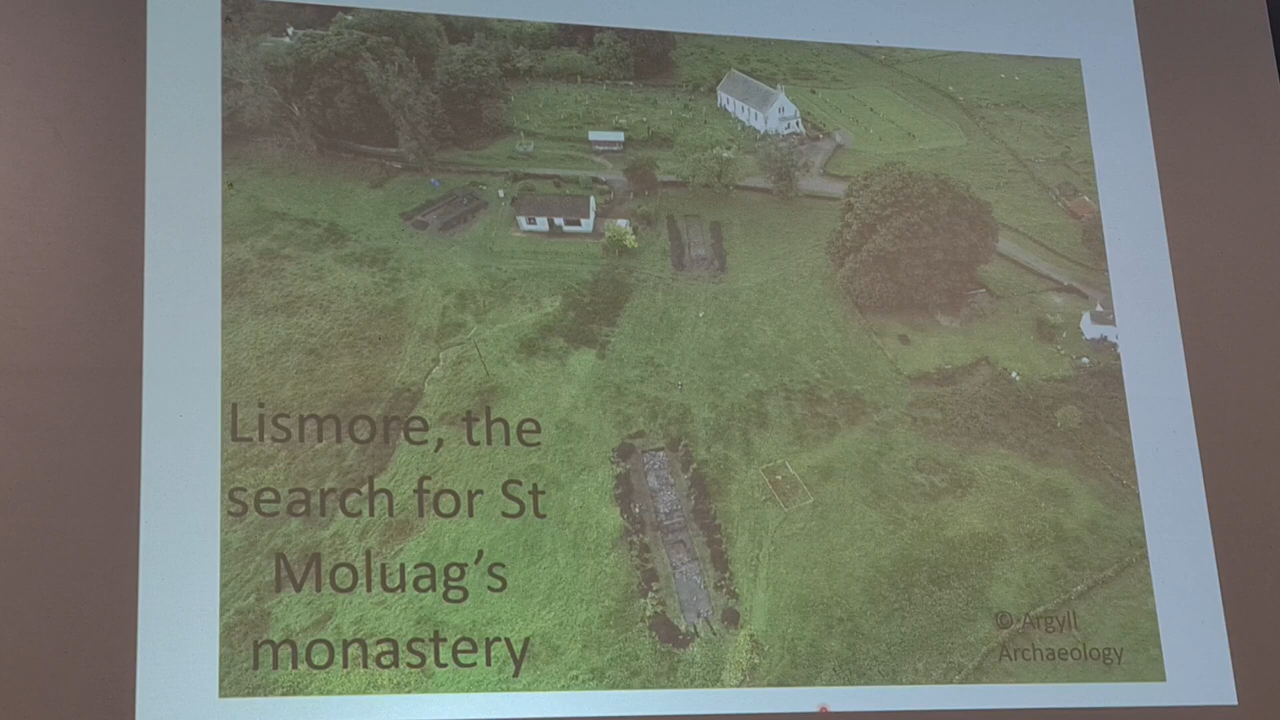 Lismore, the
search for St
Moluag's
monastery
© Argyll
Archaeology